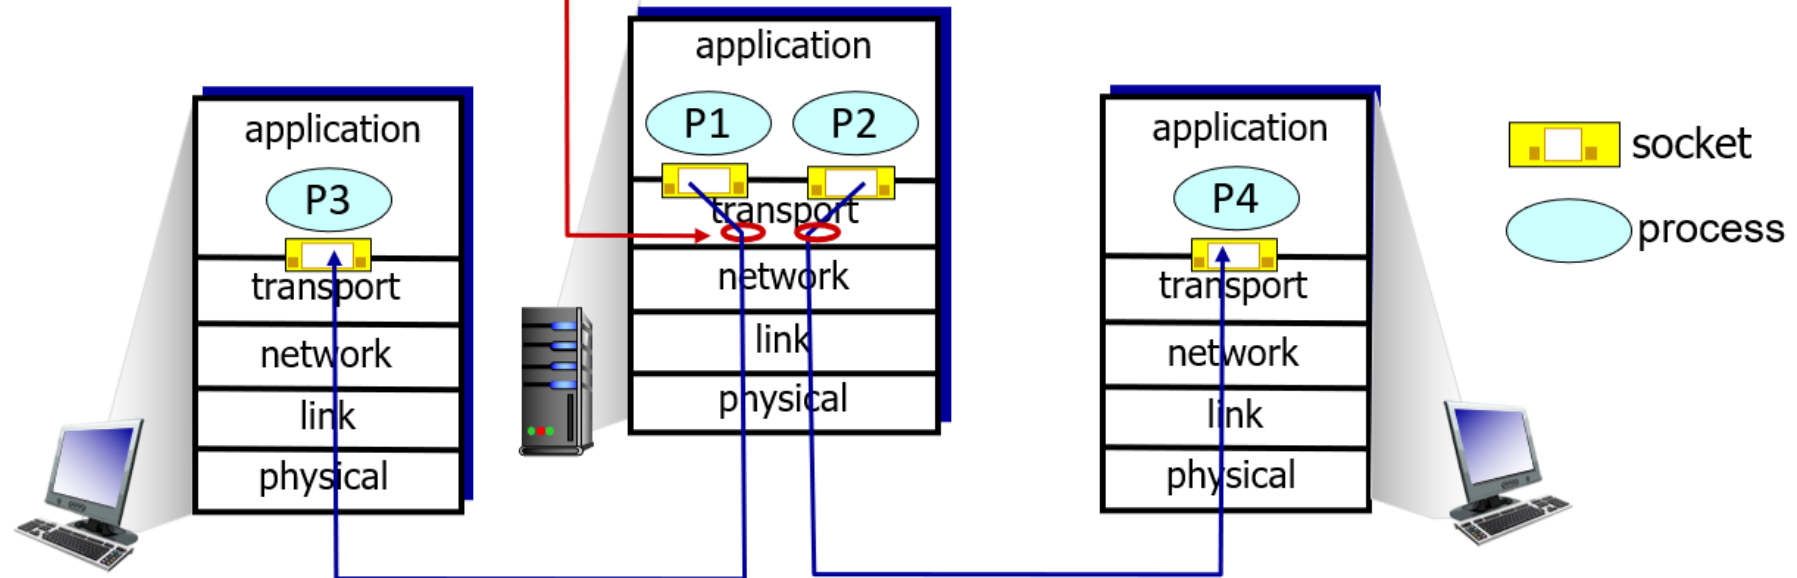 application
P3
transport
network
link
physical
application
P1
P2
transport
network
link
physical
application
P4
transport
network
link
physical
socket
process